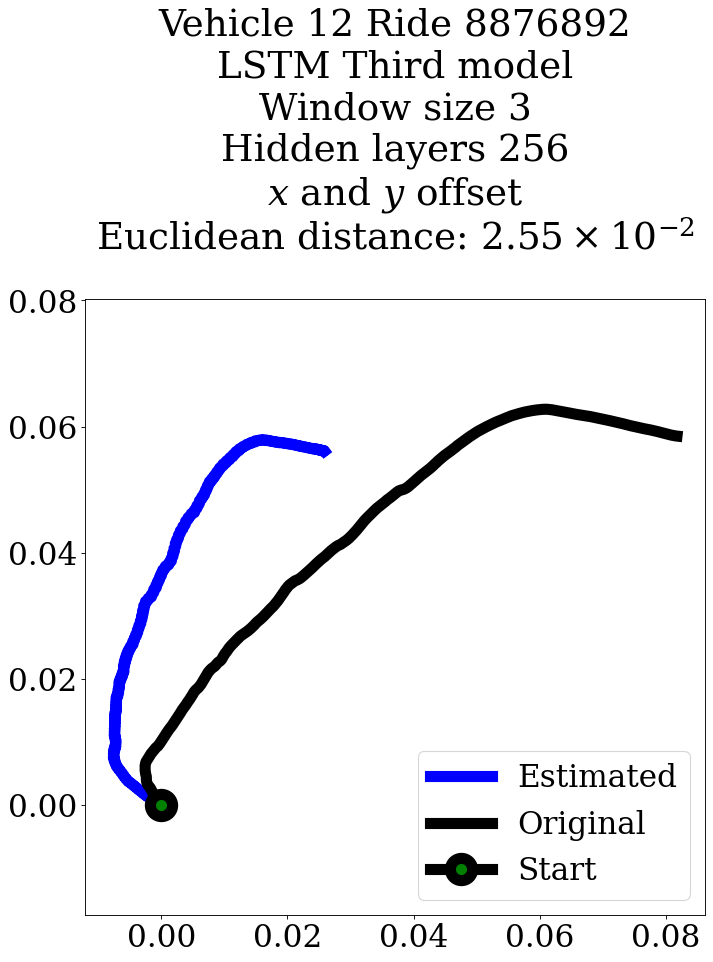 Vehicle 12 Ride 8876892
LSTM Third model
Window size 3
Hidden layers 256
x and y offset
Euclidean distance: 2.55 × 10⁻²
0.08
0.06
0.04
0.02
0.00
Estimated
Original
Start
0.00 0.02 0.04 0.06 0.08